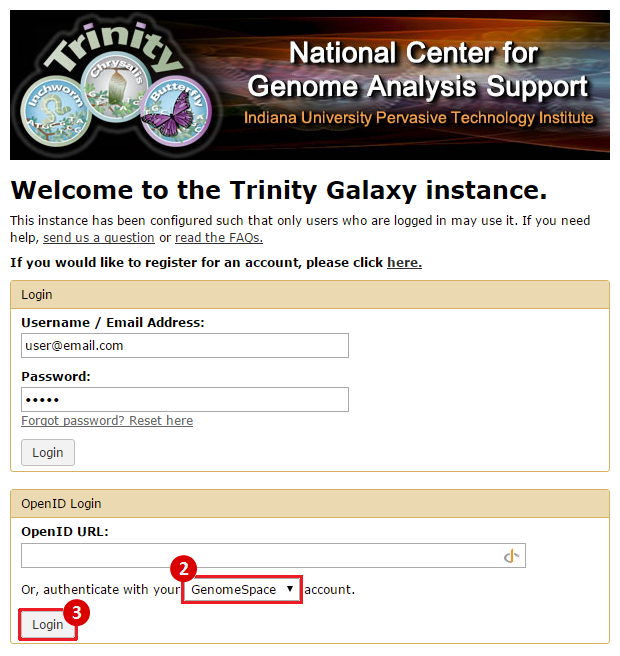 Trinity
Inchworm
Chrysalis
Butterfly
National Center for
Genome Analysis Support
Indiana University Pervasive Technology Institute
Welcome to the Trinity Galaxy instance.
This instance has been configured such that only users who are logged in may use it. If you need
help, send us a question or read the FAQs.
If you would like to register for an account, please click here.
Login
Username / Email Address:
user@email.com
Password:
•••••
Forgot password? Reset here
Login
OpenID Login
OpenID URL:
2
Or, authenticate with your GenomeSpace ▼ account.
3
Login